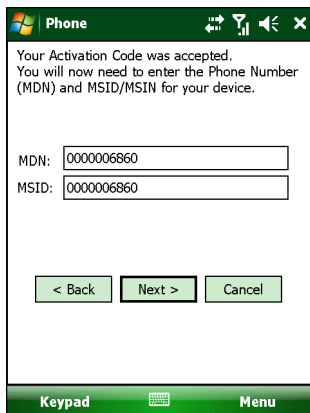 Phone
Your Activation Code was accepted.
You will now need to enter the Phone Number
(MDN) and MSID/MSIN for your device.
MDN: 0000006860
MSID: 0000006860
< Back Next > Cancel
Keypad Menu